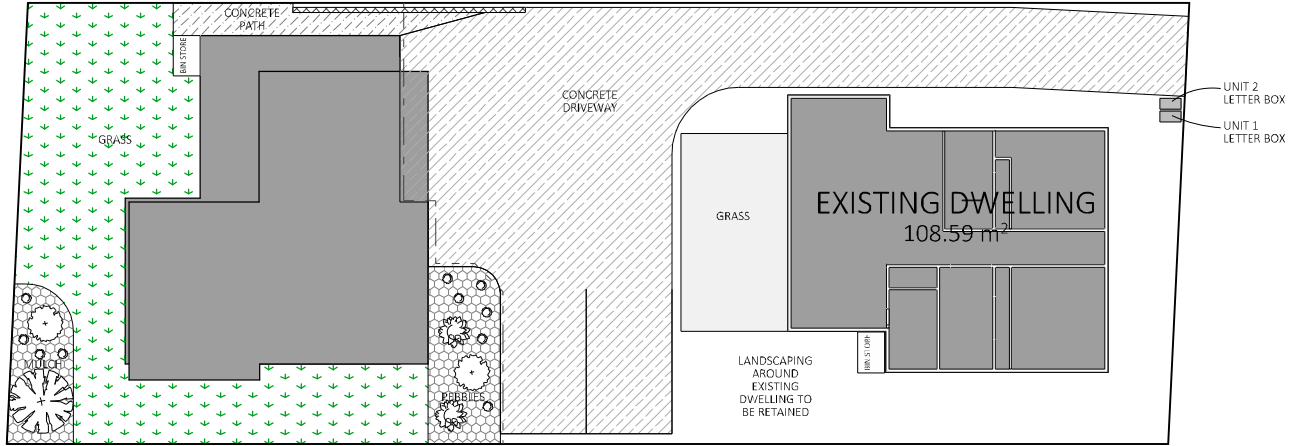 CONCRETE
PATH
BIN STORE
GRASS
MULCH
PEBBLES
CONCRETE
DRIVEWAY
GRASS
EXISTING DWELLING
108.59 m²
BIN STORE
LANDSCAPING
AROUND
EXISTING
DWELLING TO
BE RETAINED
UNIT 2
LETTER BOX
UNIT 1
LETTER BOX